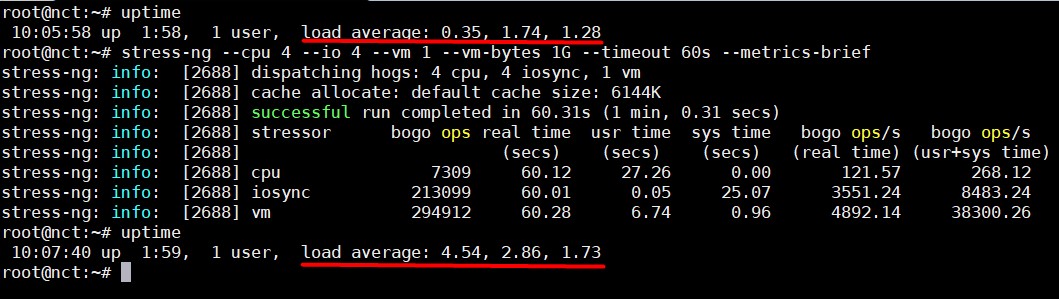 root@nct:~# uptime
 10:05:58 up  1:58,  1 user,  load average: 0.35, 1.74, 1.28
root@nct:~# stress-ng --cpu 4 --io 4 --vm 1 --vm-bytes 1G --timeout 60s --metrics-brief
stress-ng: info:  [2688] dispatching hogs: 4 cpu, 4 iosync, 1 vm
stress-ng: info:  [2688] cache allocate: default cache size: 6144K
stress-ng: info:  [2688] successful run completed in 60.31s (1 min, 0.31 secs)
stress-ng: info:  [2688] stressor      bogo ops real time  usr time  sys time   bogo ops/s   bogo ops/s
stress-ng: info:  [2688]                          (secs)    (secs)    (secs)   (real time) (usr+sys time)
stress-ng: info:  [2688] cpu               7309     60.12     27.26      0.00       121.57       268.12
stress-ng: info:  [2688] iosync          213099     60.01      0.05     25.07      3551.24      8483.24
stress-ng: info:  [2688] vm              294912     60.28      6.74      0.96      4892.14     38300.26
root@nct:~# uptime
 10:07:40 up  1:59,  1 user,  load average: 4.54, 2.86, 1.73
root@nct:~#